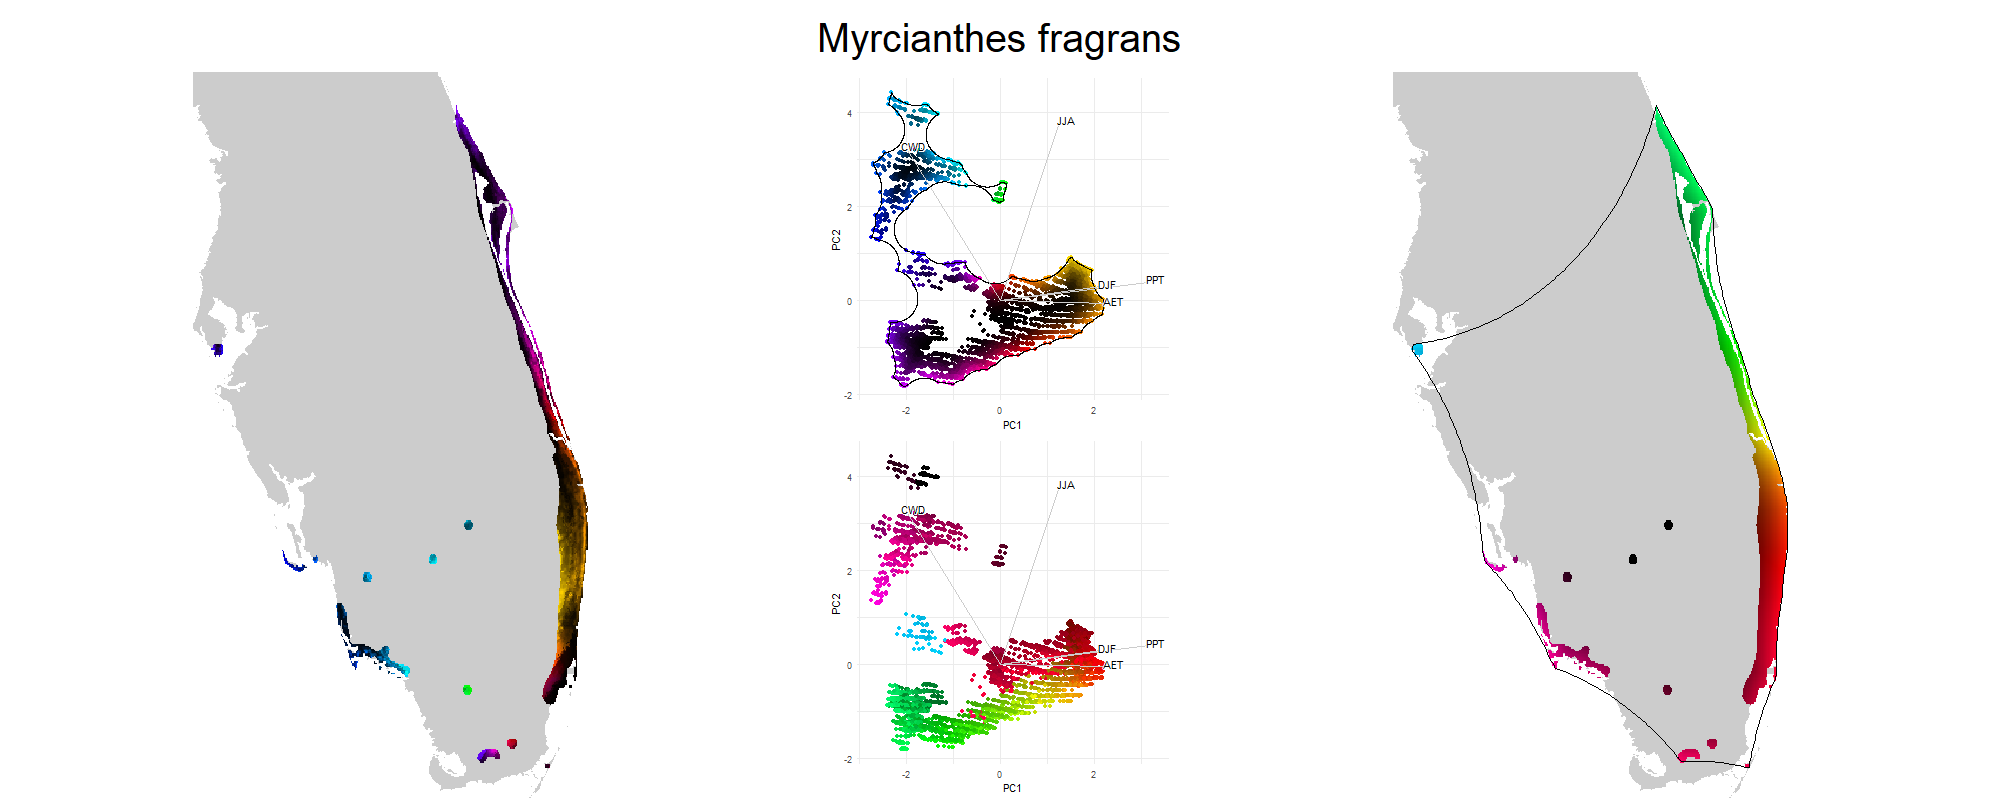 Myrcianthes fragrans
4
2
0
-2
PC2
-2
0
2
PC1
JJA
CWD
DJF
PPT
AET
4
2
0
-2
PC2
-2
0
2
PC1
JJA
CWD
DJF
PPT
AET